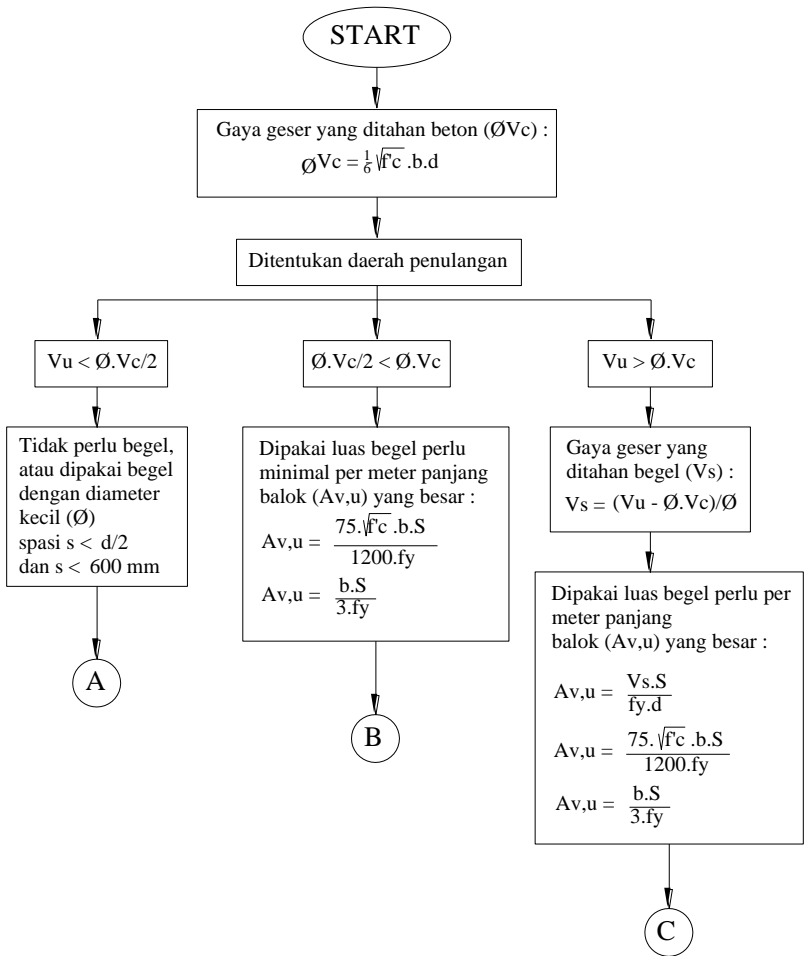 START
Gaya geser yang ditahan beton (ØVc) :
ØVc = 1/6 √f'c .b.d
Ditentukan daerah penulangan
Vu < Ø.Vc/2
Ø.Vc/2 < Ø.Vc
Vu > Ø.Vc
Tidak perlu begel,
atau dipakai begel
dengan diameter
kecil (Ø)
spasi s < d/2
dan s < 600 mm
A
Dipakai luas begel perlu
minimal per meter panjang
balok (Av,u) yang besar :
Av,u = 75.√f'c .b.S / 1200.fy
Av,u = b.S / 3.fy
B
Gaya geser yang
ditahan begel (Vs) :
Vs = (Vu - Ø.Vc)/Ø
Dipakai luas begel perlu per
meter panjang
balok (Av,u) yang besar :
Av,u = Vs.S / fy.d
Av,u = 75. √f'c .b.S / 1200.fy
Av,u = b.S / 3.fy
C